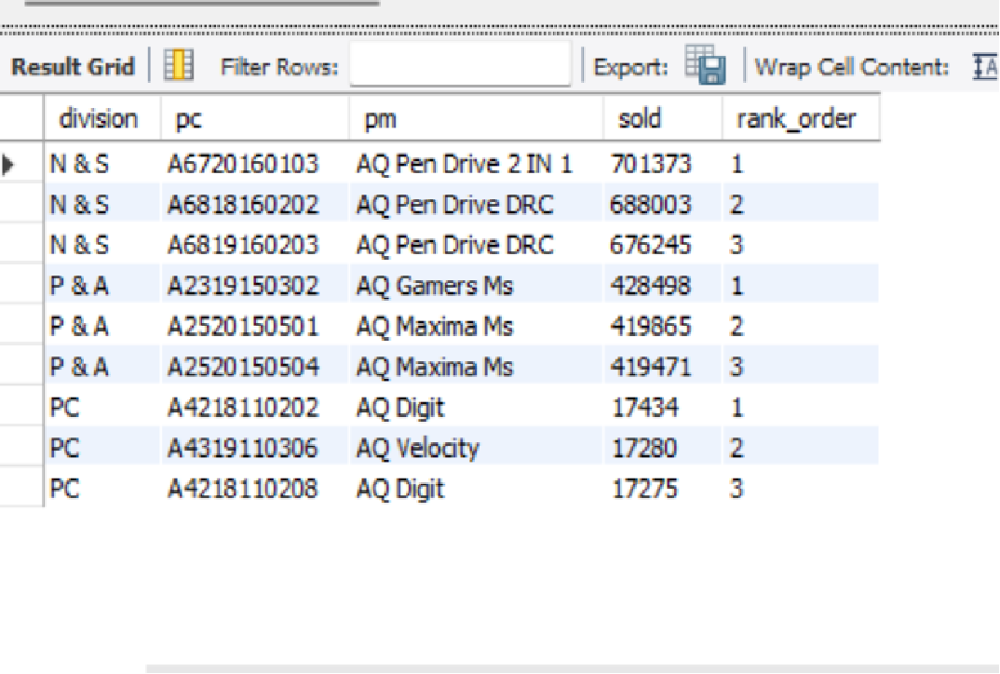 Result Grid Filter Rows: Export: Wrap Cell Content: IA
division pc pm sold rank_order
N & S A6720160103 AQ Pen Drive 2 IN 1 701373 1
N & S A6818160202 AQ Pen Drive DRC 688003 2
N & S A6819160203 AQ Pen Drive DRC 676245 3
P & A A2319150302 AQ Gamers Ms 428498 1
P & A A2520150501 AQ Maxima Ms 419865 2
P & A A2520150504 AQ Maxima Ms 419471 3
PC A4218110202 AQ Digit 17434 1
PC A4319110306 AQ Velocity 17280 2
PC A4218110208 AQ Digit 17275 3